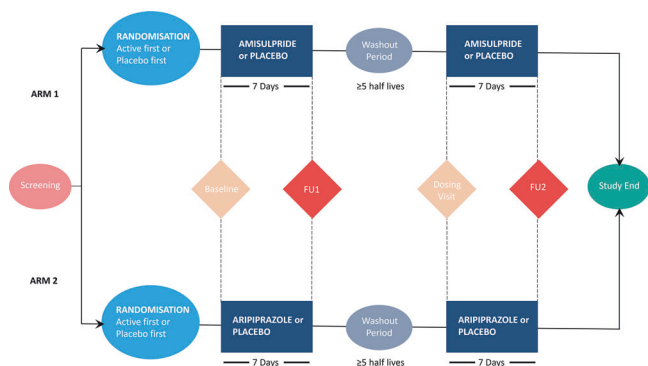 RANDOMISATION
Active first or
Placebo first
AMISULPRIDE
or PLACEBO
Washout
Period
AMISULPRIDE
or PLACEBO
7 Days
≥5 half lives
7 Days
ARM 1
Screening
Baseline
FU1
Dosing
Visit
FU2
Study End
ARM 2
RANDOMISATION
Active first or
Placebo first
ARIPIPRAZOLE or
PLACEBO
Washout
Period
ARIPIPRAZOLE or
PLACEBO
7 Days
≥5 half lives
7 Days